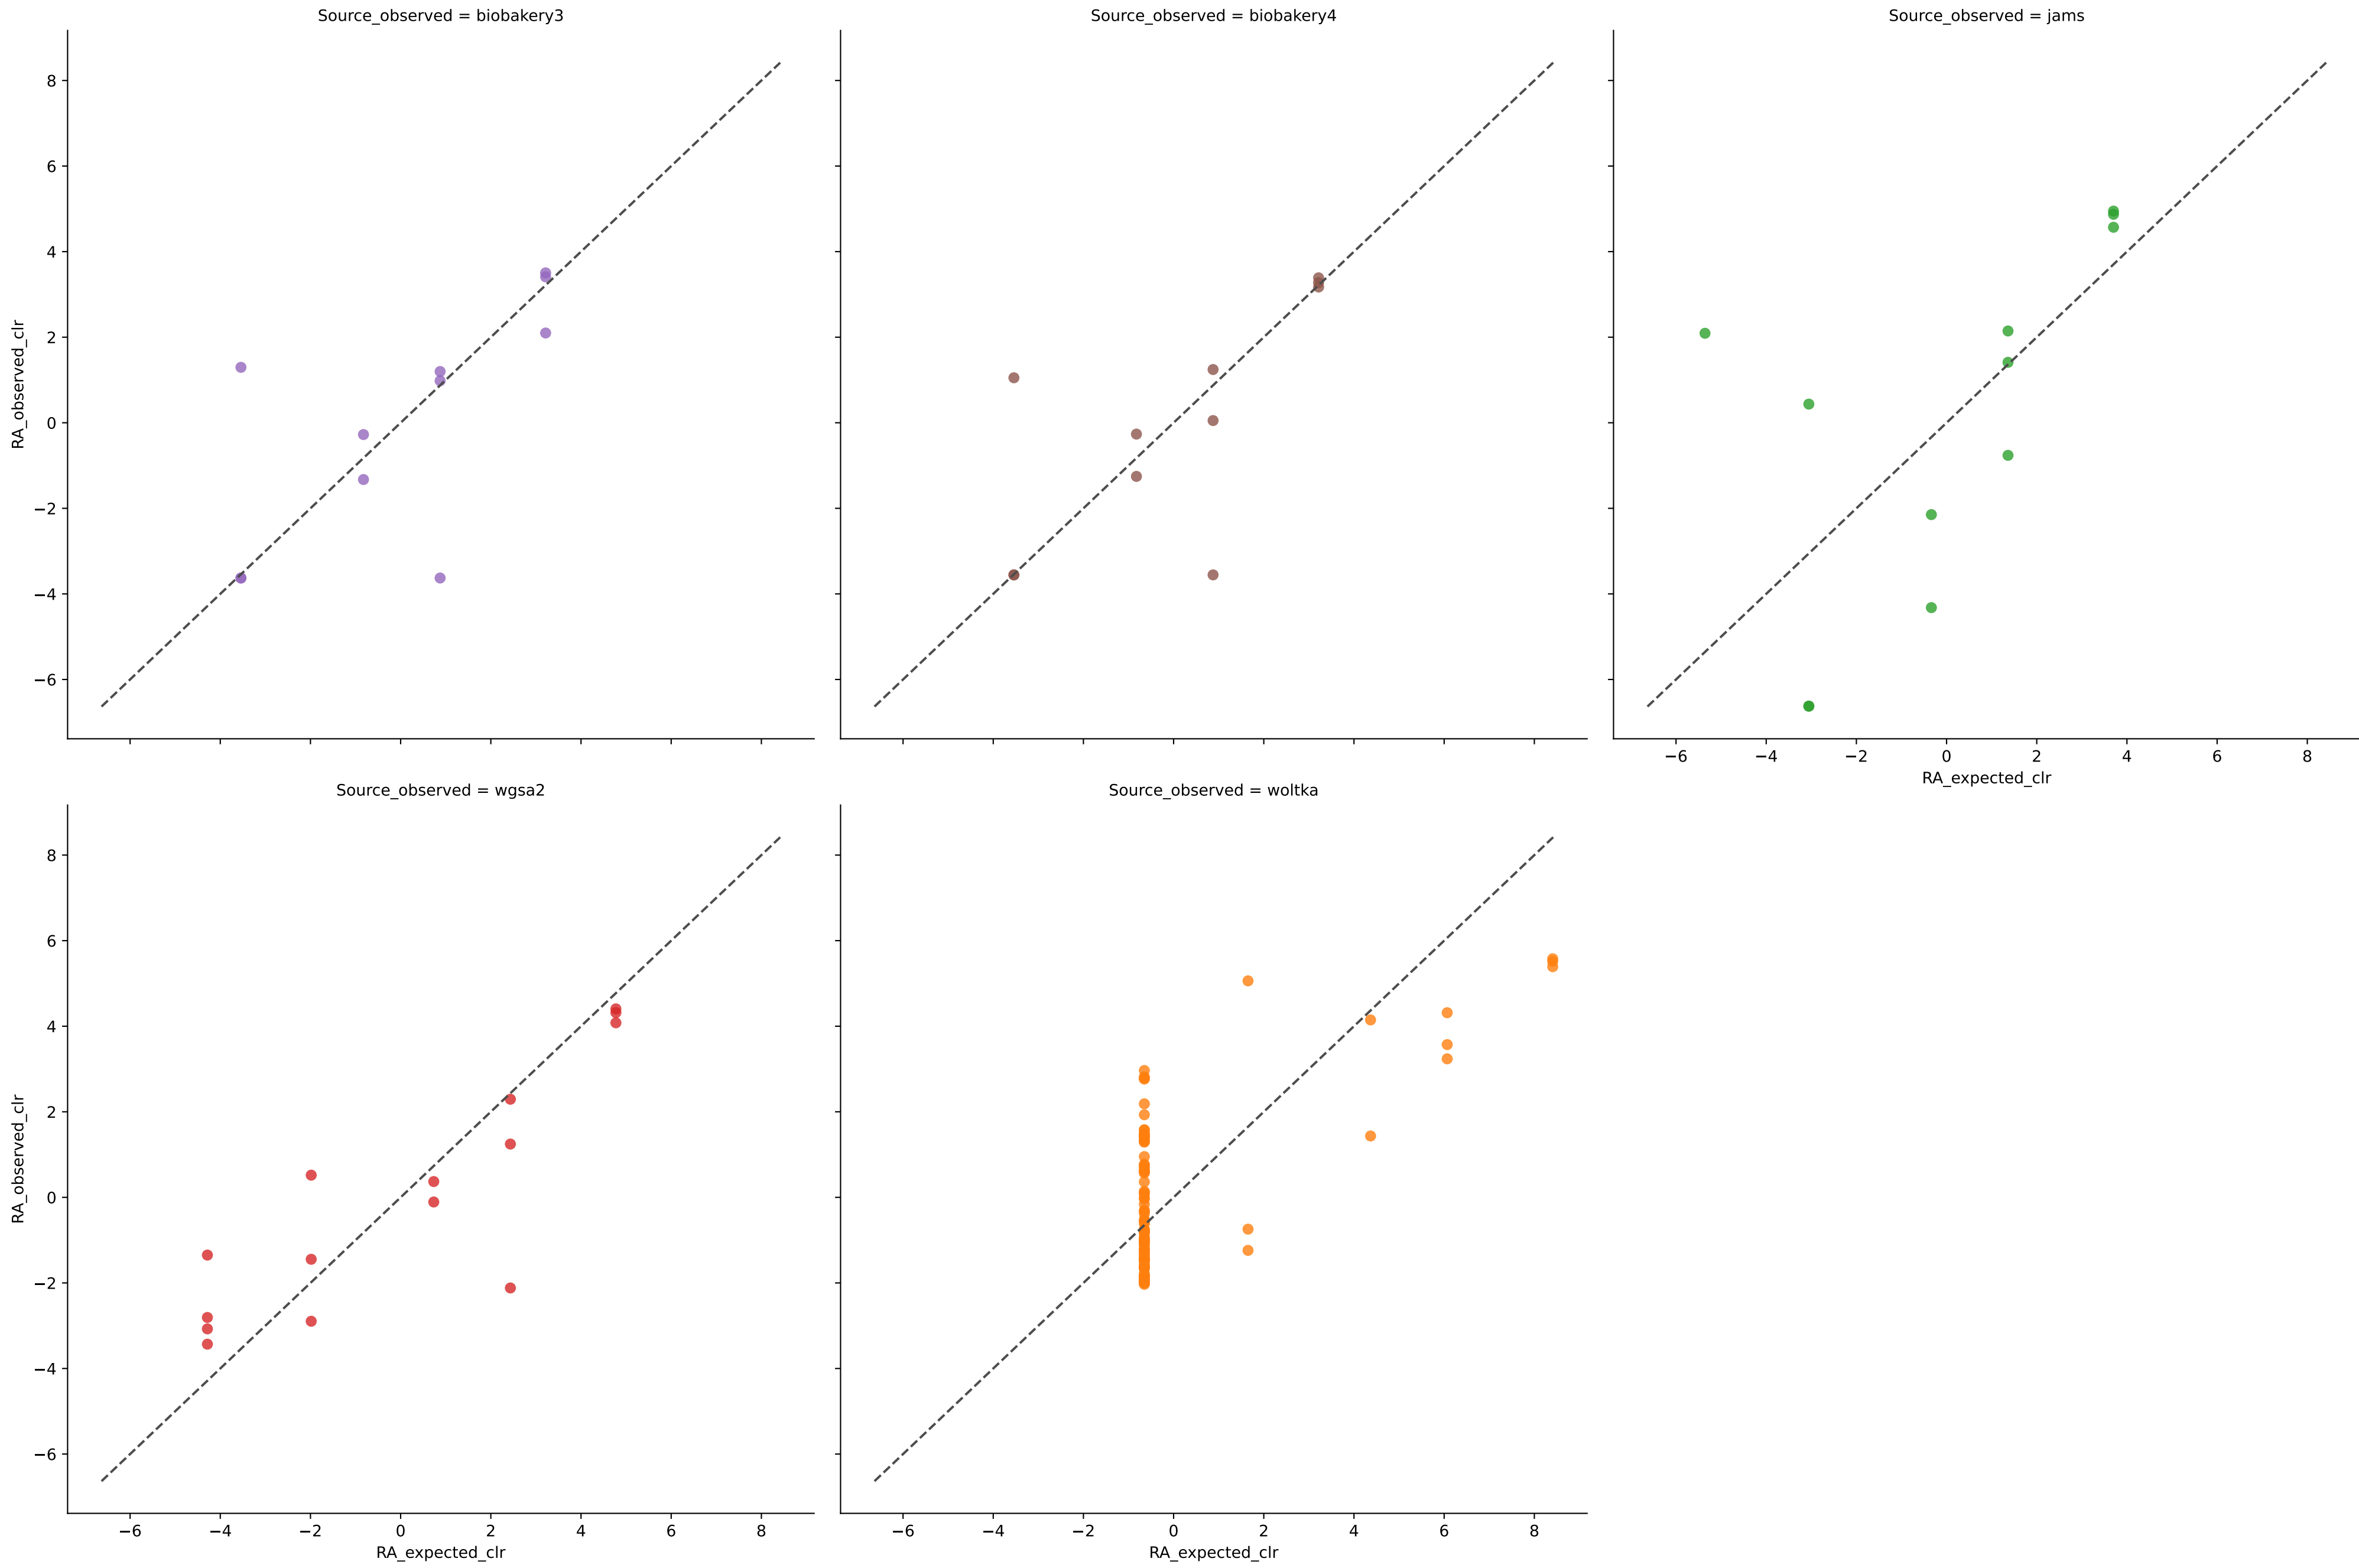 Source_observed = biobakery3
Source_observed = biobakery4
Source_observed = jams
8
6
4
2
0
−2
−4
−6
RA_observed_clr
−6 −4 −2 0 2 4 6 8
RA_expected_clr
Source_observed = wgsa2
Source_observed = woltka
8
6
4
2
0
−2
−4
−6
RA_observed_clr
−6 −4 −2 0 2 4 6 8
−6 −4 −2 0 2 4 6 8
RA_expected_clr
RA_expected_clr